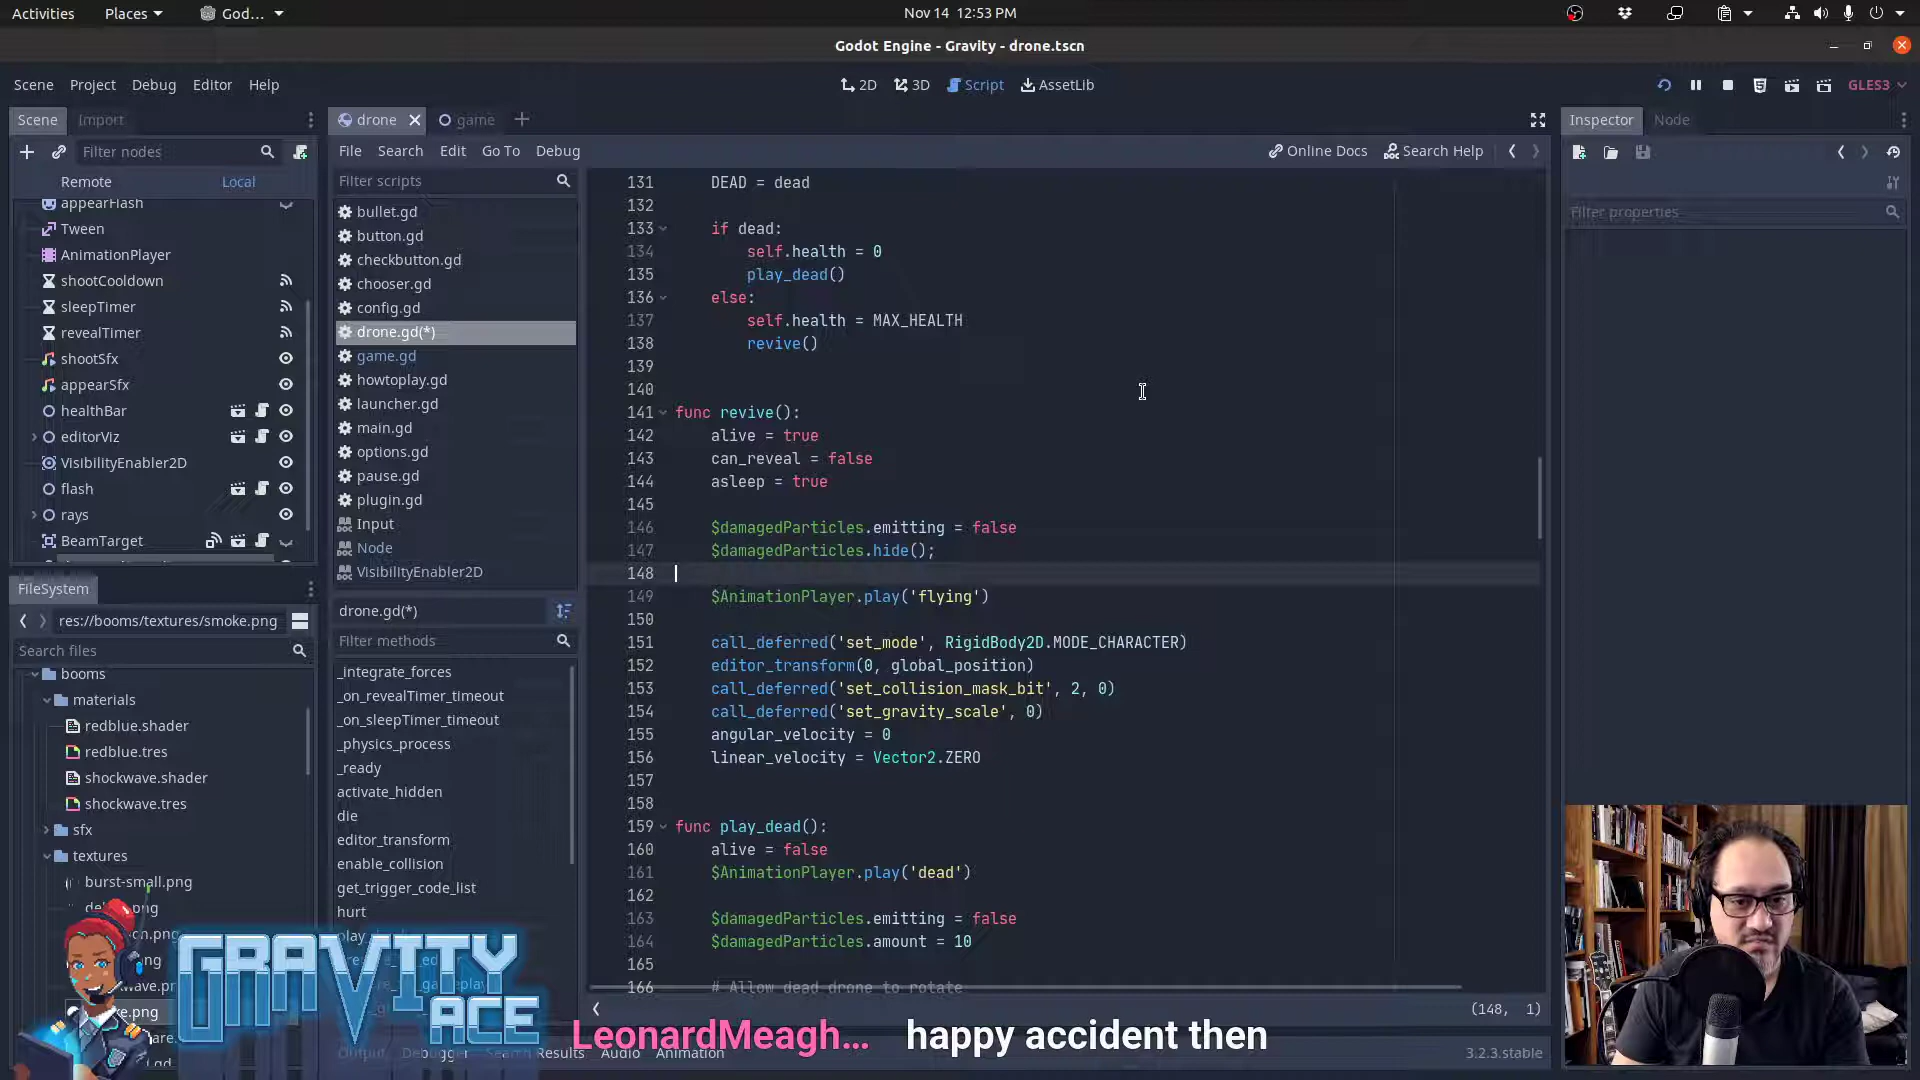 Activities Places God... Nov 14 12:53 PM
Godot Engine - Gravity - drone.tscn
Scene Project Debug Editor Help 2D 3D Script AssetLib GLES3
Scene Import
Filter nodes
Remote Local
appearFlash
Tween
AnimationPlayer
shootCooldown
sleepTimer
revealTimer
shootSfx
appearSfx
healthBar
editorViz
VisibilityEnabler2D
flash
rays
BeamTarget
FileSystem
res://booms/textures/smoke.png
Search files
booms
materials
redblue.shader
redblue.tres
shockwave.shader
shockwave.tres
sfx
textures
burst-small.png
drone game
File Search Edit Go To Debug Online Docs Search Help
Filter scripts
bullet.gd
button.gd
checkbutton.gd
chooser.gd
config.gd
drone.gd(*)
game.gd
howtoplay.gd
launcher.gd
main.gd
options.gd
pause.gd
plugin.gd
Input
Node
VisibilityEnabler2D
drone.gd(*)
Filter methods
_integrate_forces
_on_revealTimer_timeout
_on_sleepTimer_timeout
_physics_process
_ready
activate_hidden
die
editor_transform
enable_collision
get_trigger_code_list
hurt
131 DEAD = dead
132
133 if dead:
134 self.health = 0
135 play_dead()
136 else:
137 self.health = MAX_HEALTH
138 revive()
139
140
141 func revive():
142 alive = true
143 can_reveal = false
144 asleep = true
145
146 $damagedParticles.emitting = false
147 $damagedParticles.hide();
148
149 $AnimationPlayer.play('flying')
150
151 call_deferred('set_mode', RigidBody2D.MODE_CHARACTER)
152 editor_transform(0, global_position)
153 call_deferred('set_collision_mask_bit', 2, 0)
154 call_deferred('set_gravity_scale', 0)
155 angular_velocity = 0
156 linear_velocity = Vector2.ZERO
157
158
159 func play_dead():
160 alive = false
161 $AnimationPlayer.play('dead')
162
163 $damagedParticles.emitting = false
164 $damagedParticles.amount = 10
165
166 # Allow dead drone to rotate
(148, 1)
Output Debugger Search Results Audio Animation 3.2.3.stable
Inspector Node
Filter properties
GRAVITY
ACE
LeonardMeagh... happy accident then